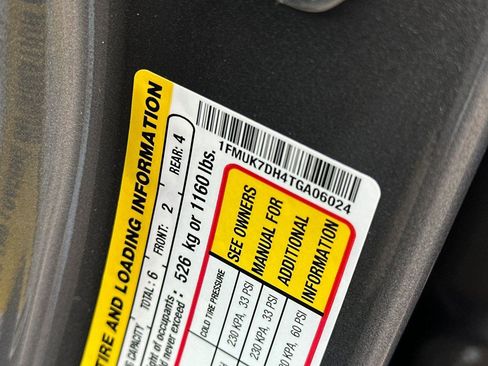 TIRE AND LOADING INFORMATION
1FMUK7DH4TGA06024
CAPACITY TOTAL: 6 FRONT: 2 REAR: 4
of occupants
never exceed: 526 kg or 1160 lbs.
COLD TIRE PRESSURE
230 KPA, 33 PSI
230 KPA, 33 PSI
KPA, 60 PSI
SEE OWNERS
MANUAL FOR
ADDITIONAL
INFORMATION